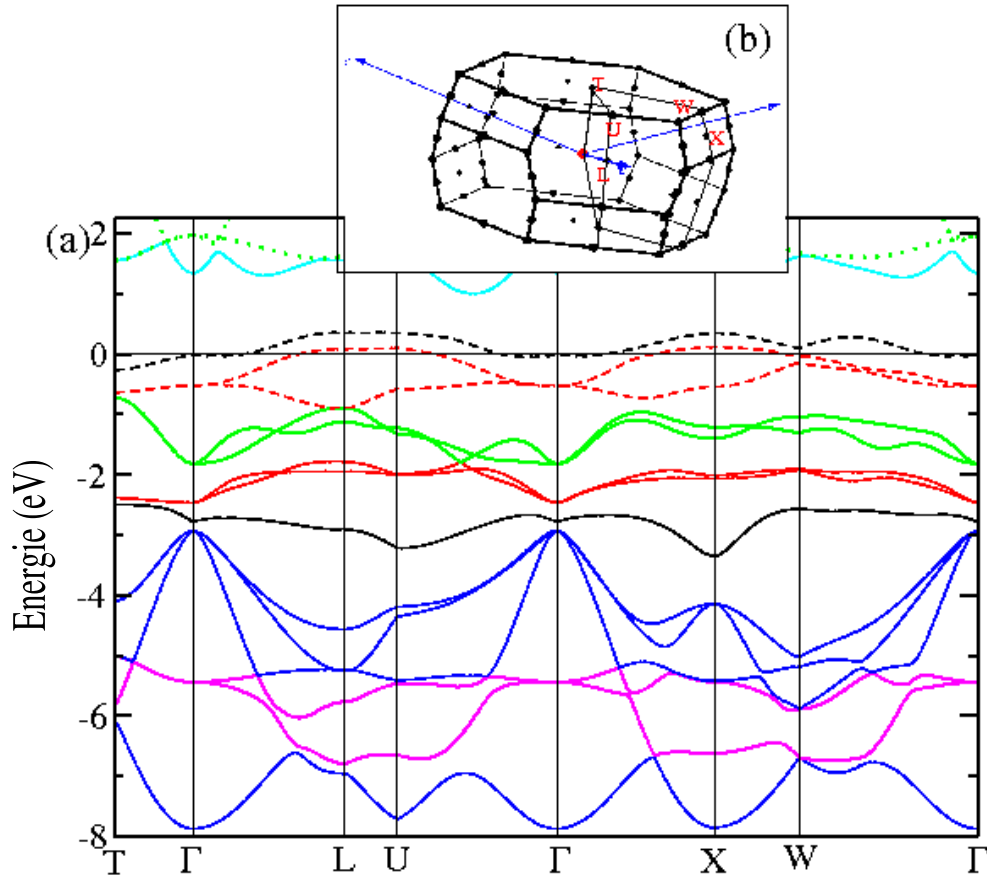 (b)
T
W
U
X
L
(a)
2
0
-2
-4
-6
-8
Energie (eV)
T Γ L U Γ X W Γ